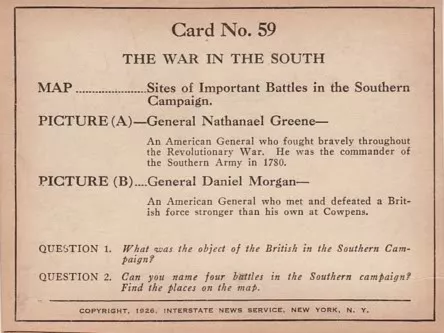 Card No. 59
THE WAR IN THE SOUTH
MAP ......................Sites of Important Battles in the Southern
Campaign.
PICTURE (A)—General Nathanael Greene—
An American General who fought bravely throughout
the Revolutionary War. He was the commander of
the Southern Army in 1780.
PICTURE (B)....General Daniel Morgan—
An American General who met and defeated a Brit-
ish force stronger than his own at Cowpens.
QUESTION 1. What was the object of the British in the Southern Cam-
paign?
QUESTION 2. Can you name four battles in the Southern campaign?
Find the places on the map.
COPYRIGHT, 1926, INTERSTATE NEWS SERVICE, NEW YORK, N. Y.